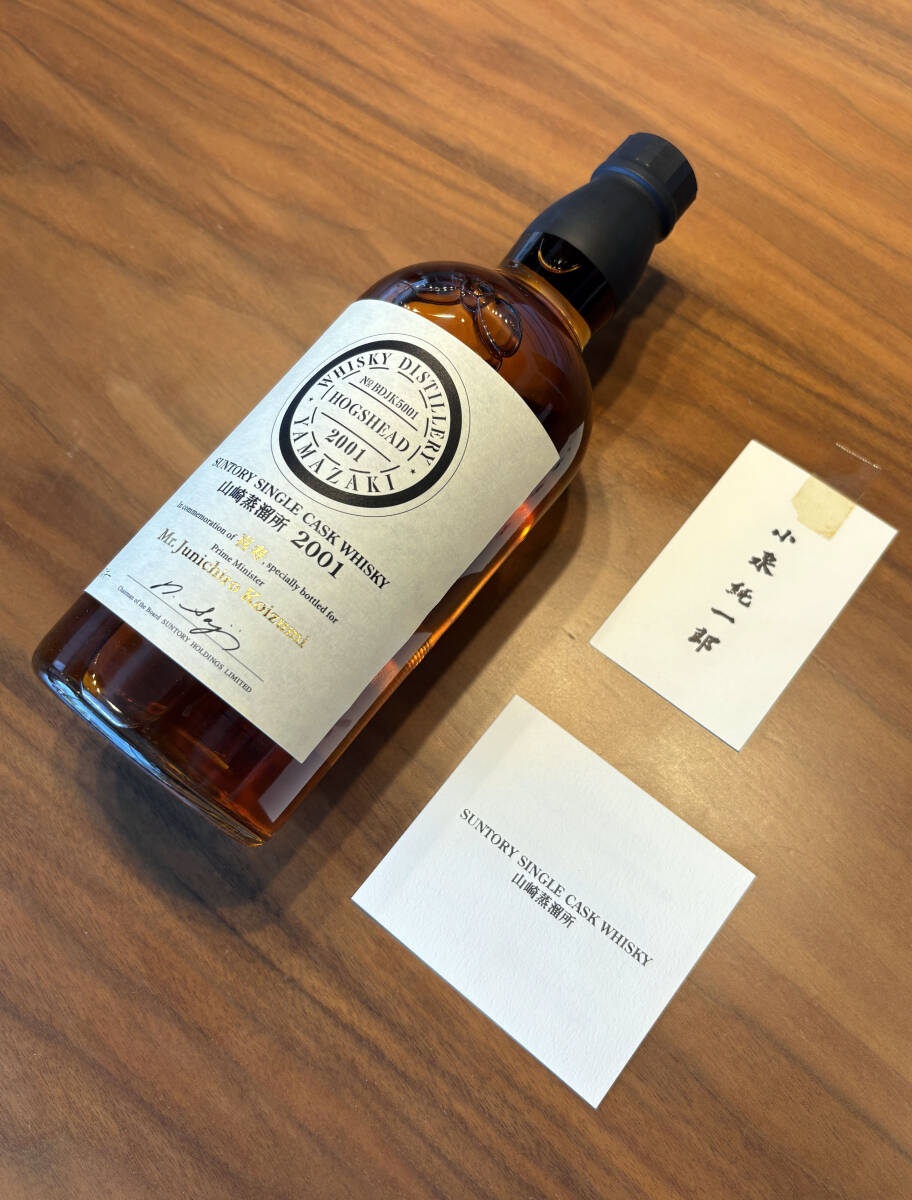 WHISKY DISTILLERY
№ BDJK5001
HOGSHEAD
2001
YAMAZAKI
SUNTORY SINGLE CASK WHISKY
山崎蒸溜所 2001
In commemoration of 傘寿, specially bottled for
Prime Minister
Mr. Junichiro Koizumi
Chairman of the Board SUNTORY HOLDINGS LIMITED
小泉純一郎
SUNTORY SINGLE CASK WHISKY
山崎蒸溜所